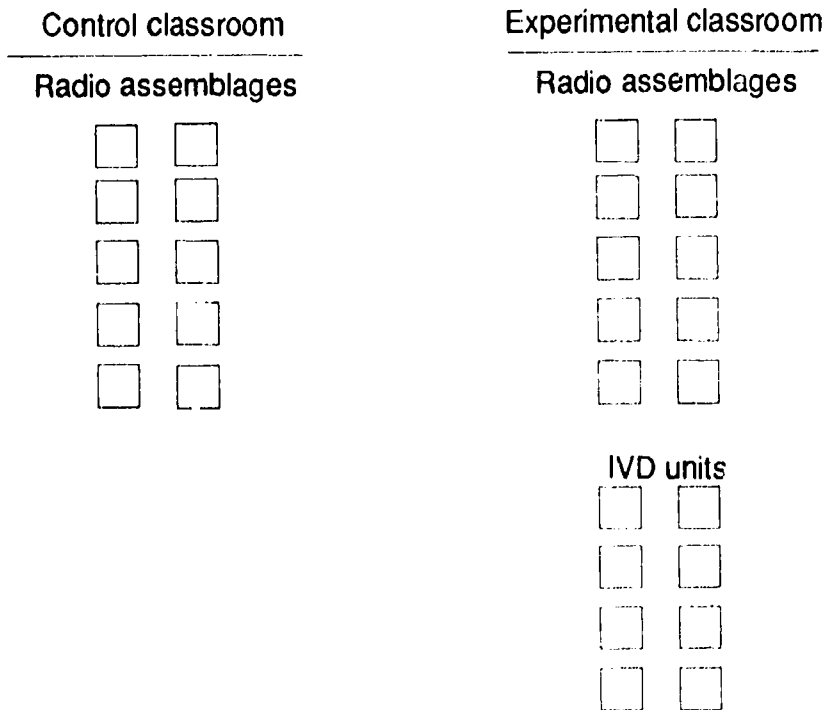 Control classroom
Radio assemblages
Experimental classroom
Radio assemblages
IVD units